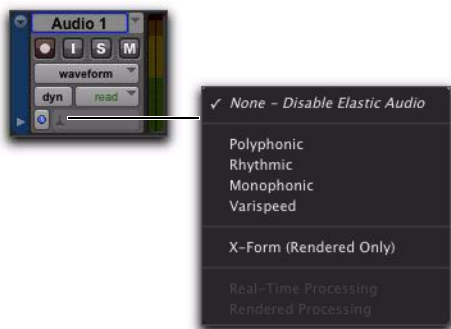 Audio 1
I S M
waveform
dyn read
✓ None – Disable Elastic Audio
Polyphonic
Rhythmic
Monophonic
Varispeed
X-Form (Rendered Only)
Real-Time Processing
Rendered Processing